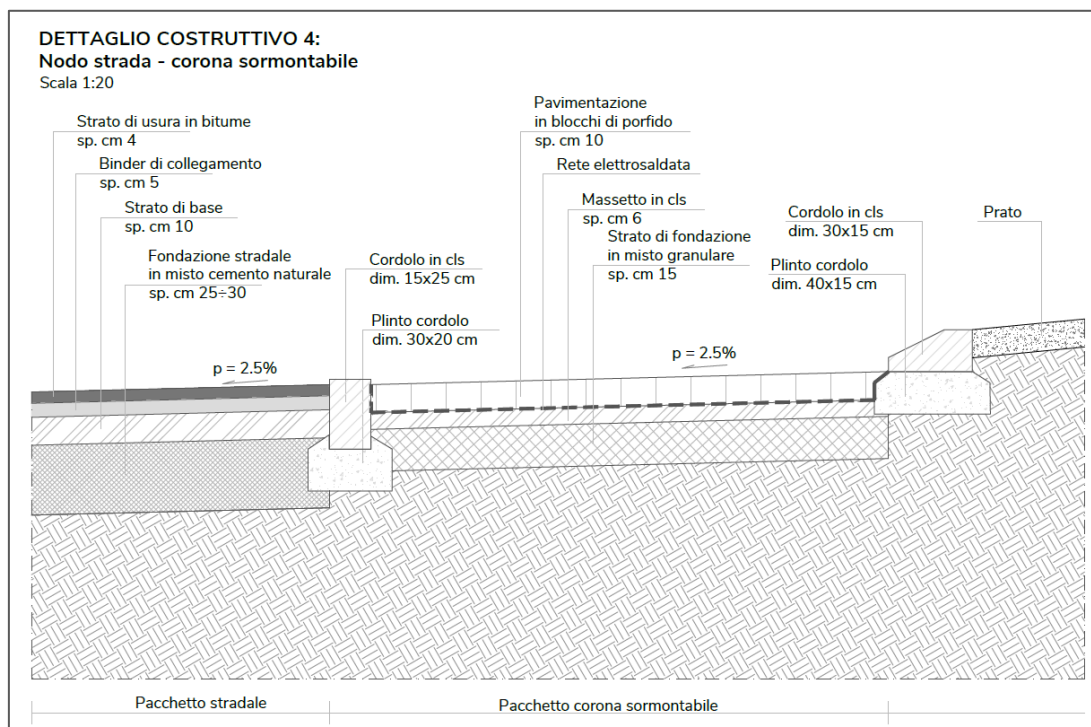 DETTAGLIO COSTRUTTIVO 4:
Nodo strada - corona sormontabile
Scala 1:20
Strato di usura in bitume
sp. cm 4
Binder di collegamento
sp. cm 5
Strato di base
sp. cm 10
Fondazione stradale
in misto cemento naturale
sp. cm 25÷30
Cordolo in cls
dim. 15x25 cm
Plinto cordolo
dim. 30x20 cm
Pavimentazione
in blocchi di porfido
sp. cm 10
Rete elettrosaldata
Massetto in cls
sp. cm 6
Strato di fondazione
in misto granulare
sp. cm 15
Cordolo in cls
dim. 30x15 cm
Plinto cordolo
dim. 40x15 cm
Prato
p = 2.5%
p = 2.5%
Pacchetto stradale
Pacchetto corona sormontabile